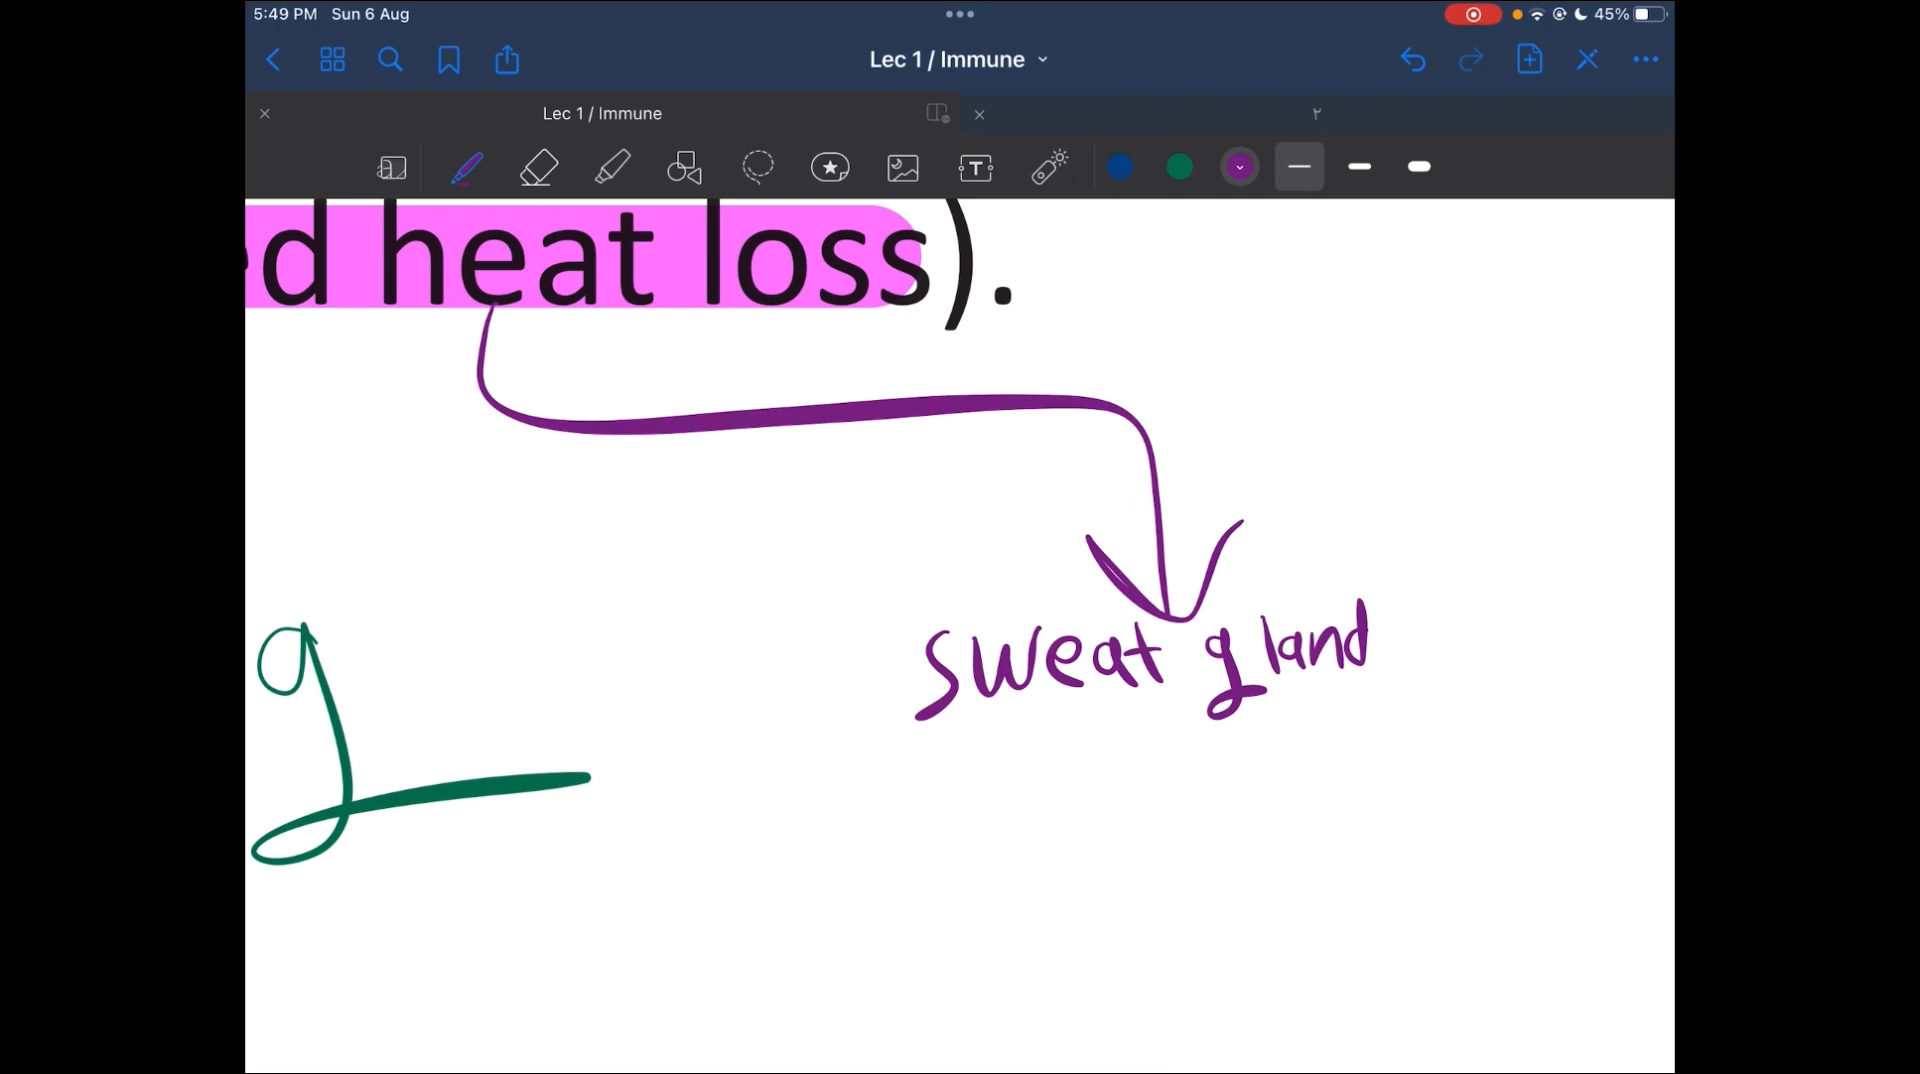 5:49 PM Sun 6 Aug
45%
Lec 1 / Immune
Lec 1 / Immune
٢
d heat loss).
sweat gland
g